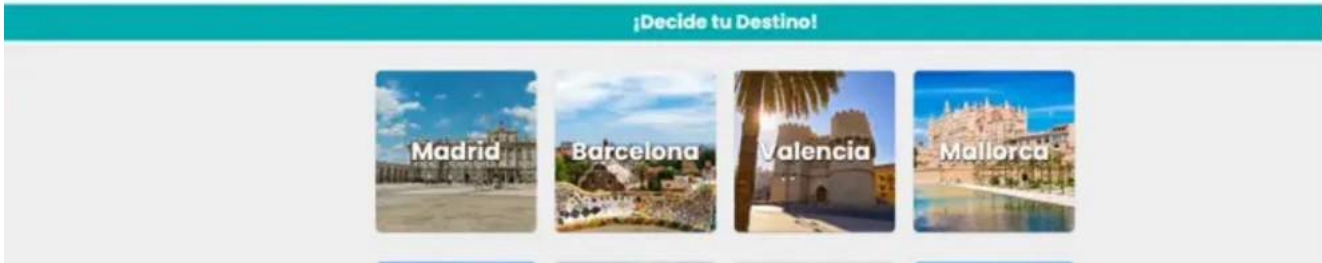 ¡Decide tu Destino!
Madrid
Barcelona
Valencia
Mallorca